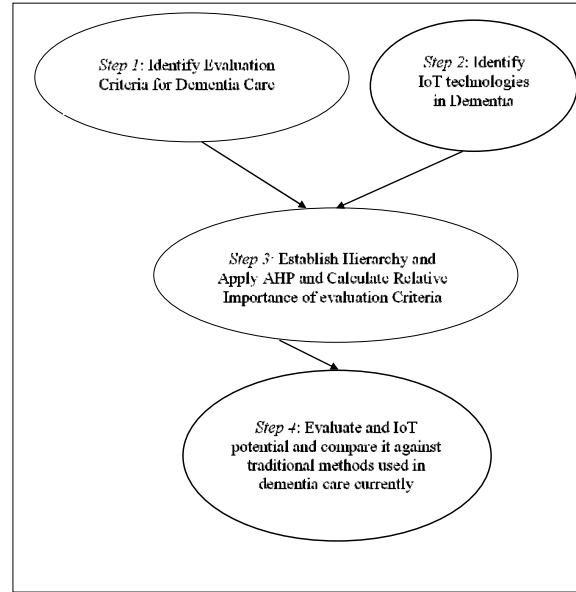 Step 1: Identify Evaluation
Criteria for Dementia Care
Step 2: Identify
IoT technologies
in Dementia
Step 3: Establish Hierarchy and
Apply AHP and Calculate Relative
Importance of evaluation Criteria
Step 4: Evaluate and IoT
potential and compare it against
traditional methods used in
dementia care currently